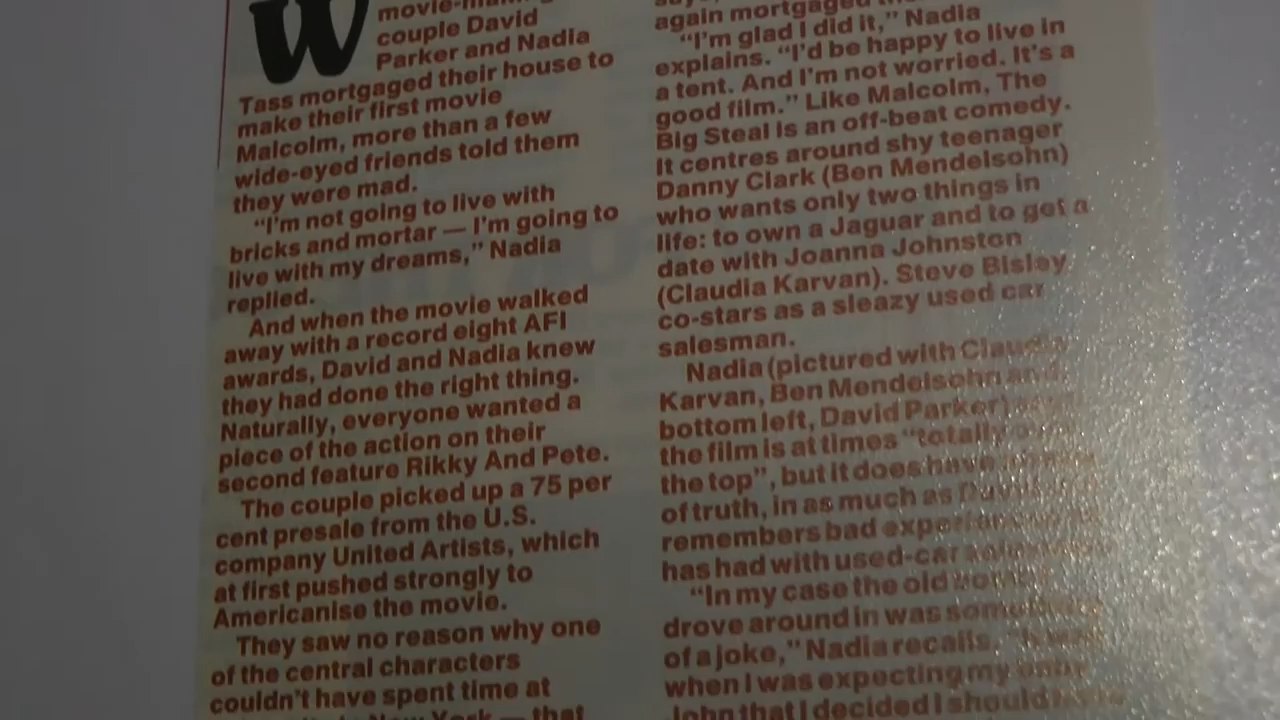 W
couple David
Parker and Nadia
Tass mortgaged their house to
make their first movie
Malcolm, more than a few
wide-eyed friends told them
they were mad.
“I'm not going to live with
bricks and mortar — I'm going to
live with my dreams,” Nadia
replied.
And when the movie walked
away with a record eight AFI
awards, David and Nadia knew
they had done the right thing.
Naturally, everyone wanted a
piece of the action on their
second feature Rikky And Pete.
The couple picked up a 75 per
cent presale from the U.S.
company United Artists, which
at first pushed strongly to
Americanise the movie.
They saw no reason why one
of the central characters
couldn't have spent time at
New York — that
again mortgaged
“I'm glad I did it,” Nadia
explains. “I'd be happy to live in
a tent. And I'm not worried. It's a
good film.” Like Malcolm, The
Big Steal is an off-beat comedy.
It centres around shy teenager
Danny Clark (Ben Mendelsohn)
who wants only two things in
life: to own a Jaguar and to get a
date with Joanna Johnston
(Claudia Karvan). Steve Bisley
co-stars as a sleazy used car
salesman.
Nadia (pictured with Claudia
Karvan, Ben Mendelsohn and,
bottom left, David Parker)
the film is at times “totally
the top”, but it does have
of truth, in as much as
remembers bad
has had with used-car
“In my case the old
drove around in was
of a joke,” Nadia recalls.
when I was expecting my
John that I decided I should